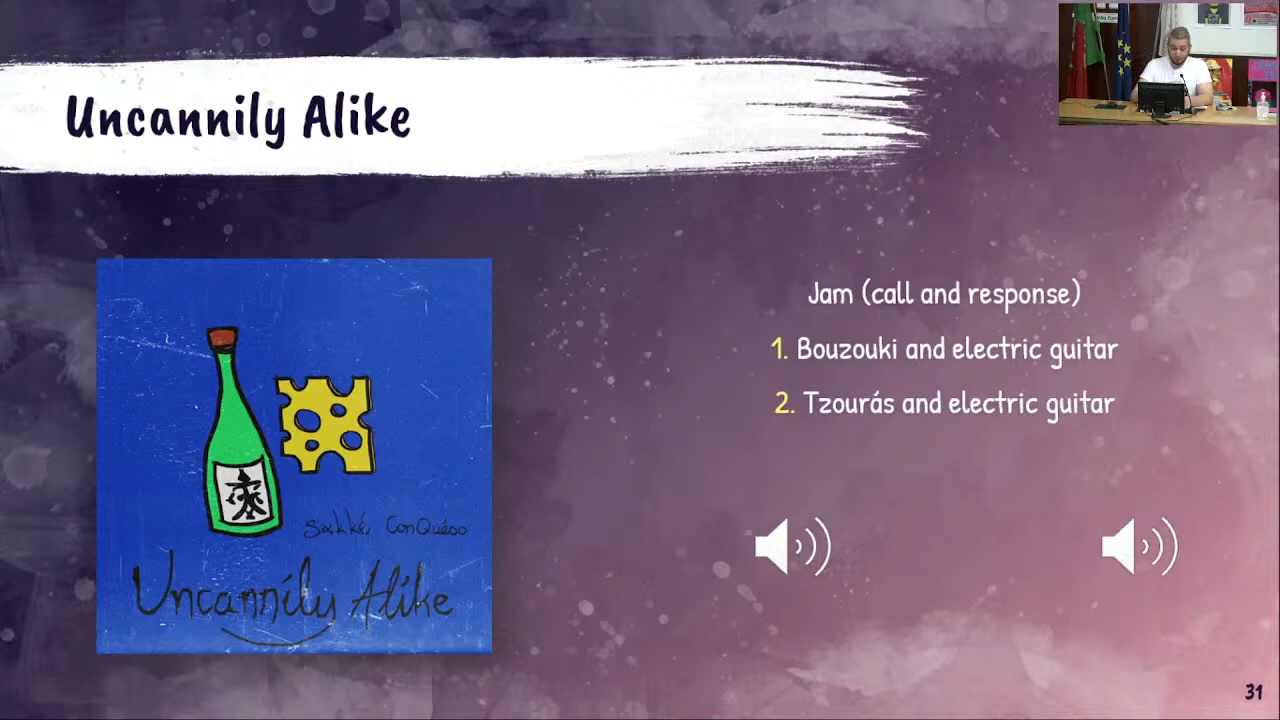 Uncannily Alike
Jam (call and response)
1. Bouzouki and electric guitar
2. Tzourás and electric guitar
Sakké ConQuéso
Uncannily Alike
31